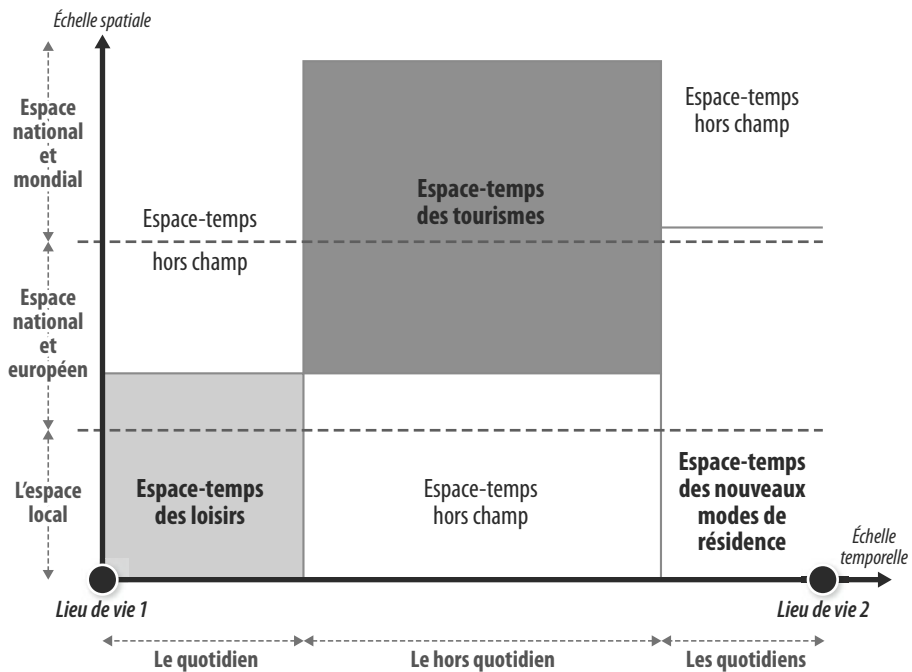 Échelle spatiale
Espace
national
et
mondial
Espace-temps
hors champ
Espace-temps
des tourismes
Espace-temps
hors champ
Espace
national
et
européen
L'espace
local
Espace-temps
des loisirs
Espace-temps
hors champ
Espace-temps
des nouveaux
modes de
résidence
Échelle
temporelle
Lieu de vie 1
Lieu de vie 2
Le quotidien
Le hors quotidien
Les quotidiens